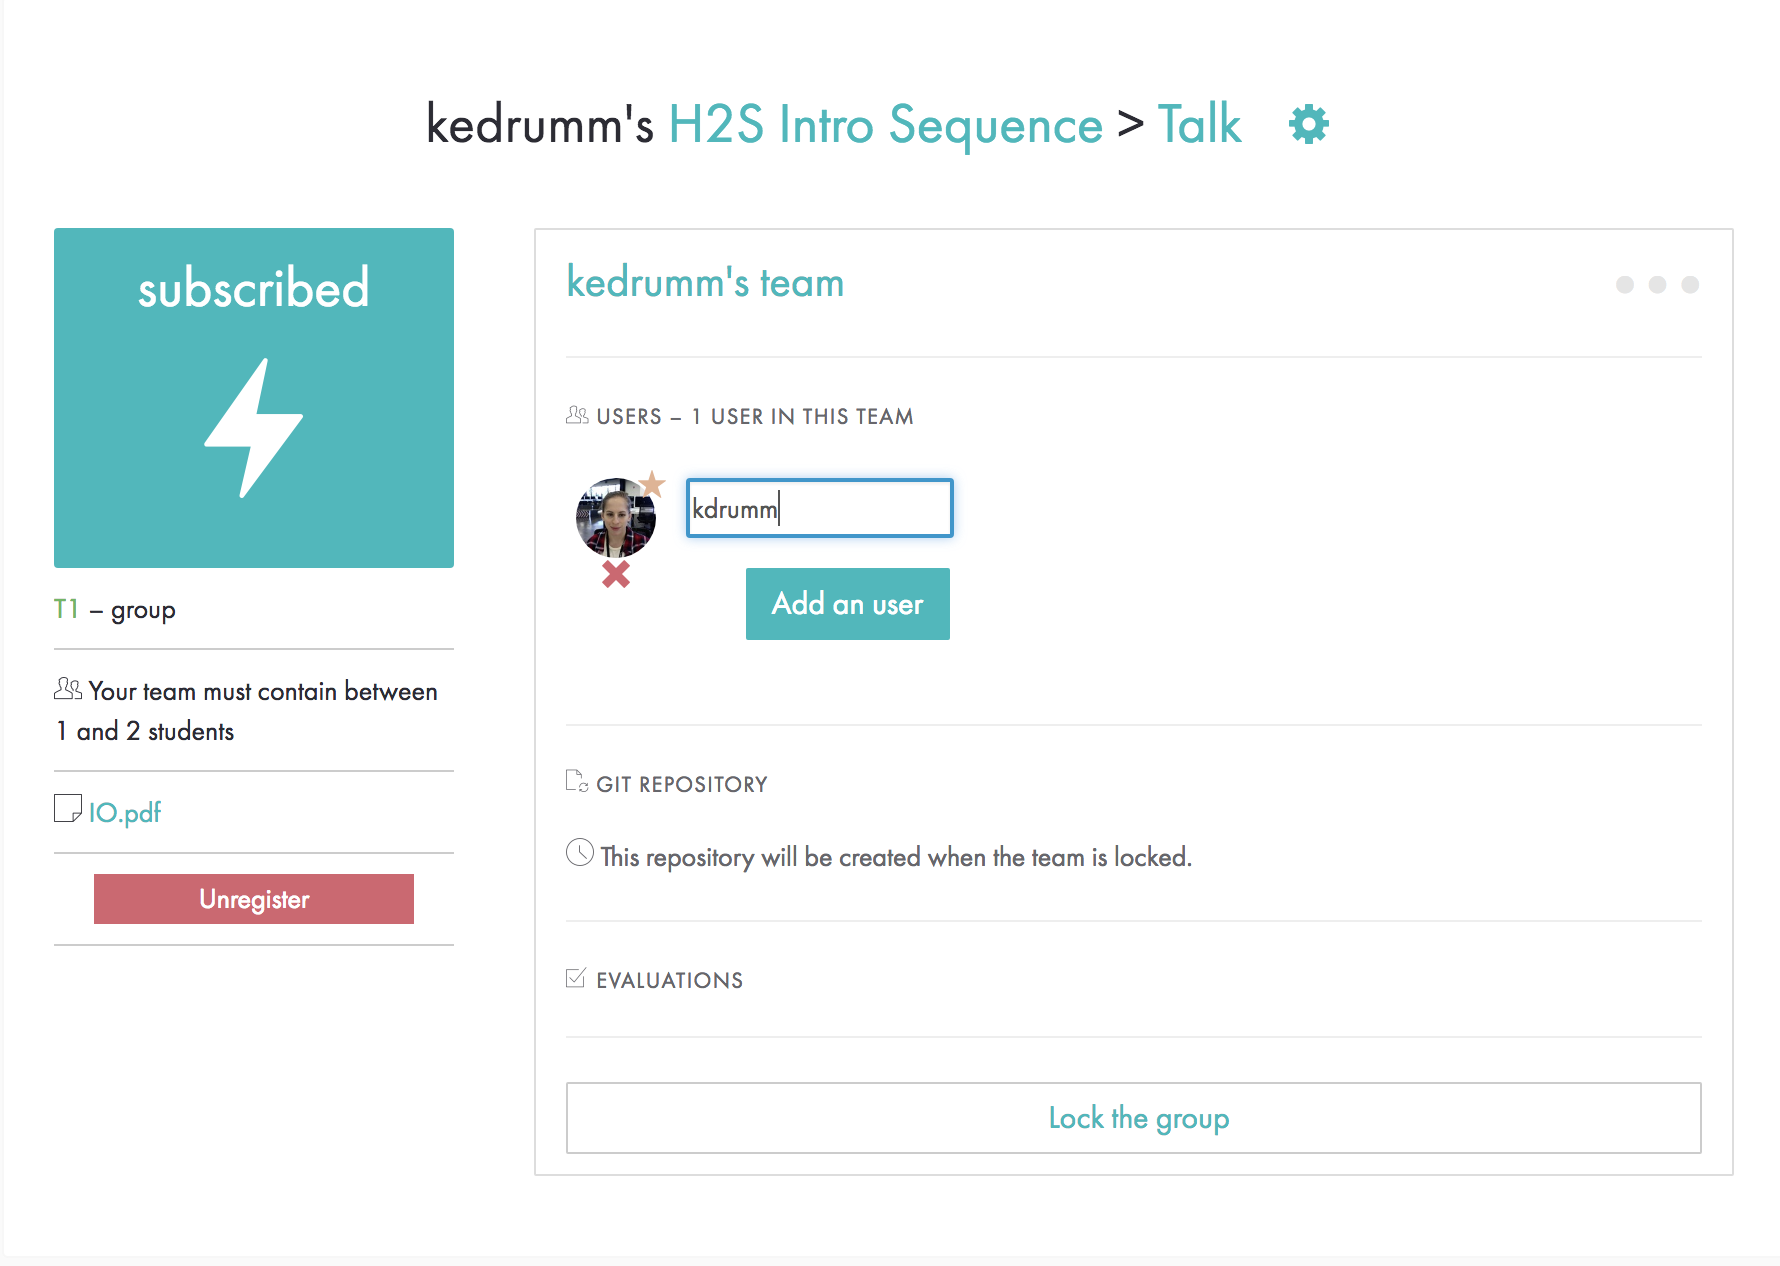 kedrumm's H2S Intro Sequence > Talk
subscribed
T1 – group
Your team must contain between
1 and 2 students
IO.pdf
Unregister
kedrumm's team
USERS – 1 USER IN THIS TEAM
kdrumm
Add an user
GIT REPOSITORY
This repository will be created when the team is locked.
EVALUATIONS
Lock the group